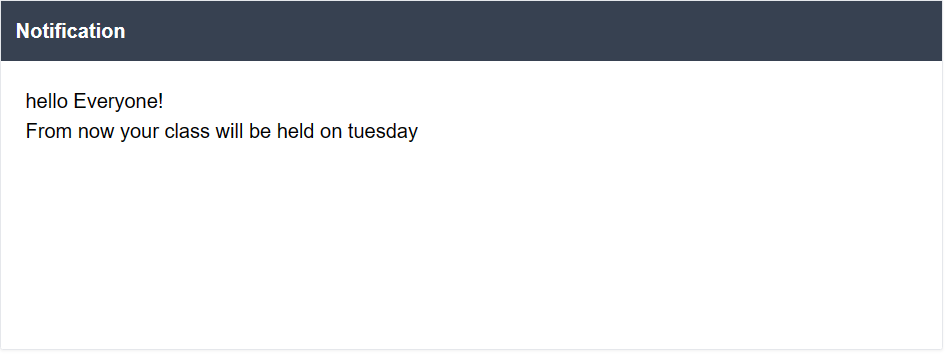 Notification
hello Everyone!
From now your class will be held on tuesday